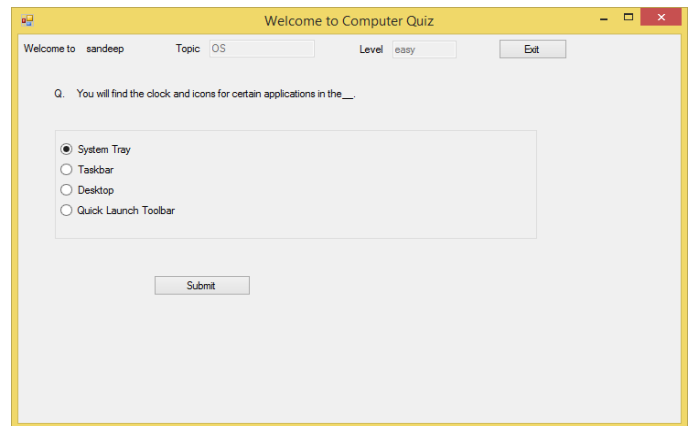 Welcome to Computer Quiz
Welcome to sandeep Topic OS Level easy Exit
Q. You will find the clock and icons for certain applications in the__.
System Tray
Taskbar
Desktop
Quick Launch Toolbar
Submit